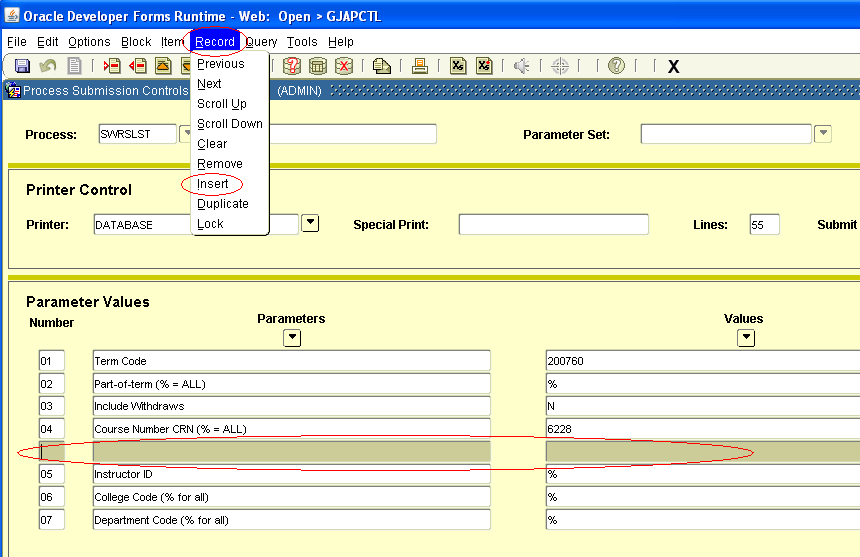 Oracle Developer Forms Runtime - Web: Open > GJAPCTL
File Edit Options Block Item Record Query Tools Help
Process Submission Controls (ADMIN)
Previous
Next
Scroll Up
Scroll Down
Clear
Remove
Insert
Duplicate
Lock
Process: SWRSLST Parameter Set:
Printer Control
Printer: DATABASE Special Print: Lines: 55 Submit
Parameter Values
Number Parameters Values
01 Term Code 200760
02 Part-of-term (% = ALL) %
03 Include Withdraws N
04 Course Number CRN (% = ALL) 6228
05 Instructor ID %
06 College Code (% for all) %
07 Department Code (% for all) %